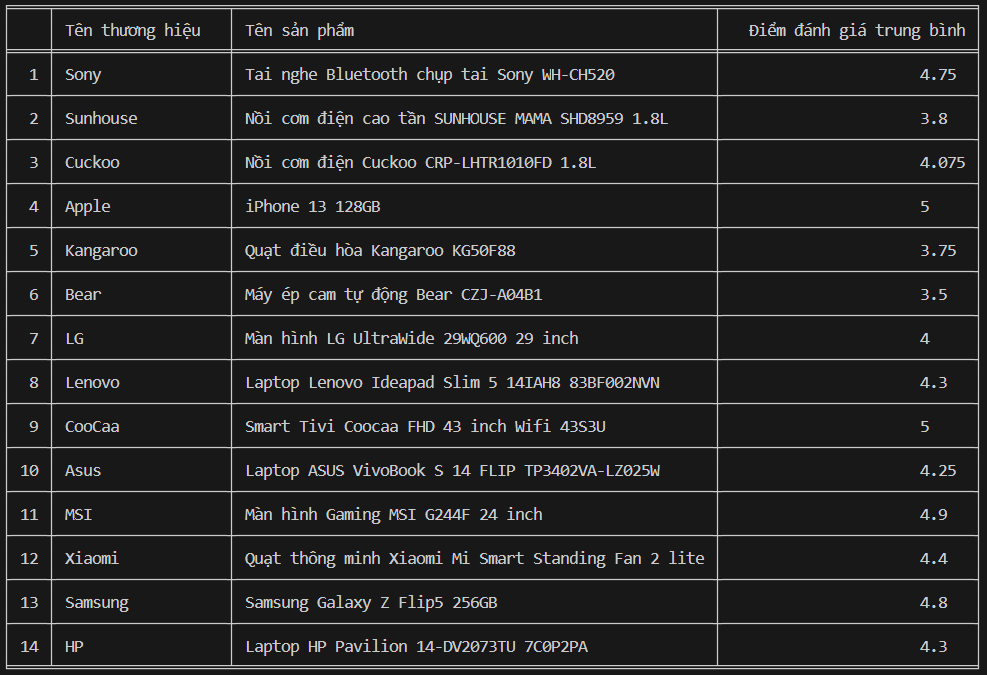 Tên thương hiệu Tên sản phẩm Điểm đánh giá trung bình
1 Sony Tai nghe Bluetooth chụp tai Sony WH-CH520 4.75
2 Sunhouse Nồi cơm điện cao tần SUNHOUSE MAMA SHD8959 1.8L 3.8
3 Cuckoo Nồi cơm điện Cuckoo CRP-LHTR1010FD 1.8L 4.075
4 Apple iPhone 13 128GB 5
5 Kangaroo Quạt điều hòa Kangaroo KG50F88 3.75
6 Bear Máy ép cam tự động Bear CZJ-A04B1 3.5
7 LG Màn hình LG UltraWide 29WQ600 29 inch 4
8 Lenovo Laptop Lenovo Ideapad Slim 5 14IAH8 83BF002NVN 4.3
9 CooCaa Smart Tivi Coocaa FHD 43 inch Wifi 43S3U 5
10 Asus Laptop ASUS VivoBook S 14 FLIP TP3402VA-LZ025W 4.25
11 MSI Màn hình Gaming MSI G244F 24 inch 4.9
12 Xiaomi Quạt thông minh Xiaomi Mi Smart Standing Fan 2 lite 4.4
13 Samsung Samsung Galaxy Z Flip5 256GB 4.8
14 HP Laptop HP Pavilion 14-DV2073TU 7C0P2PA 4.3